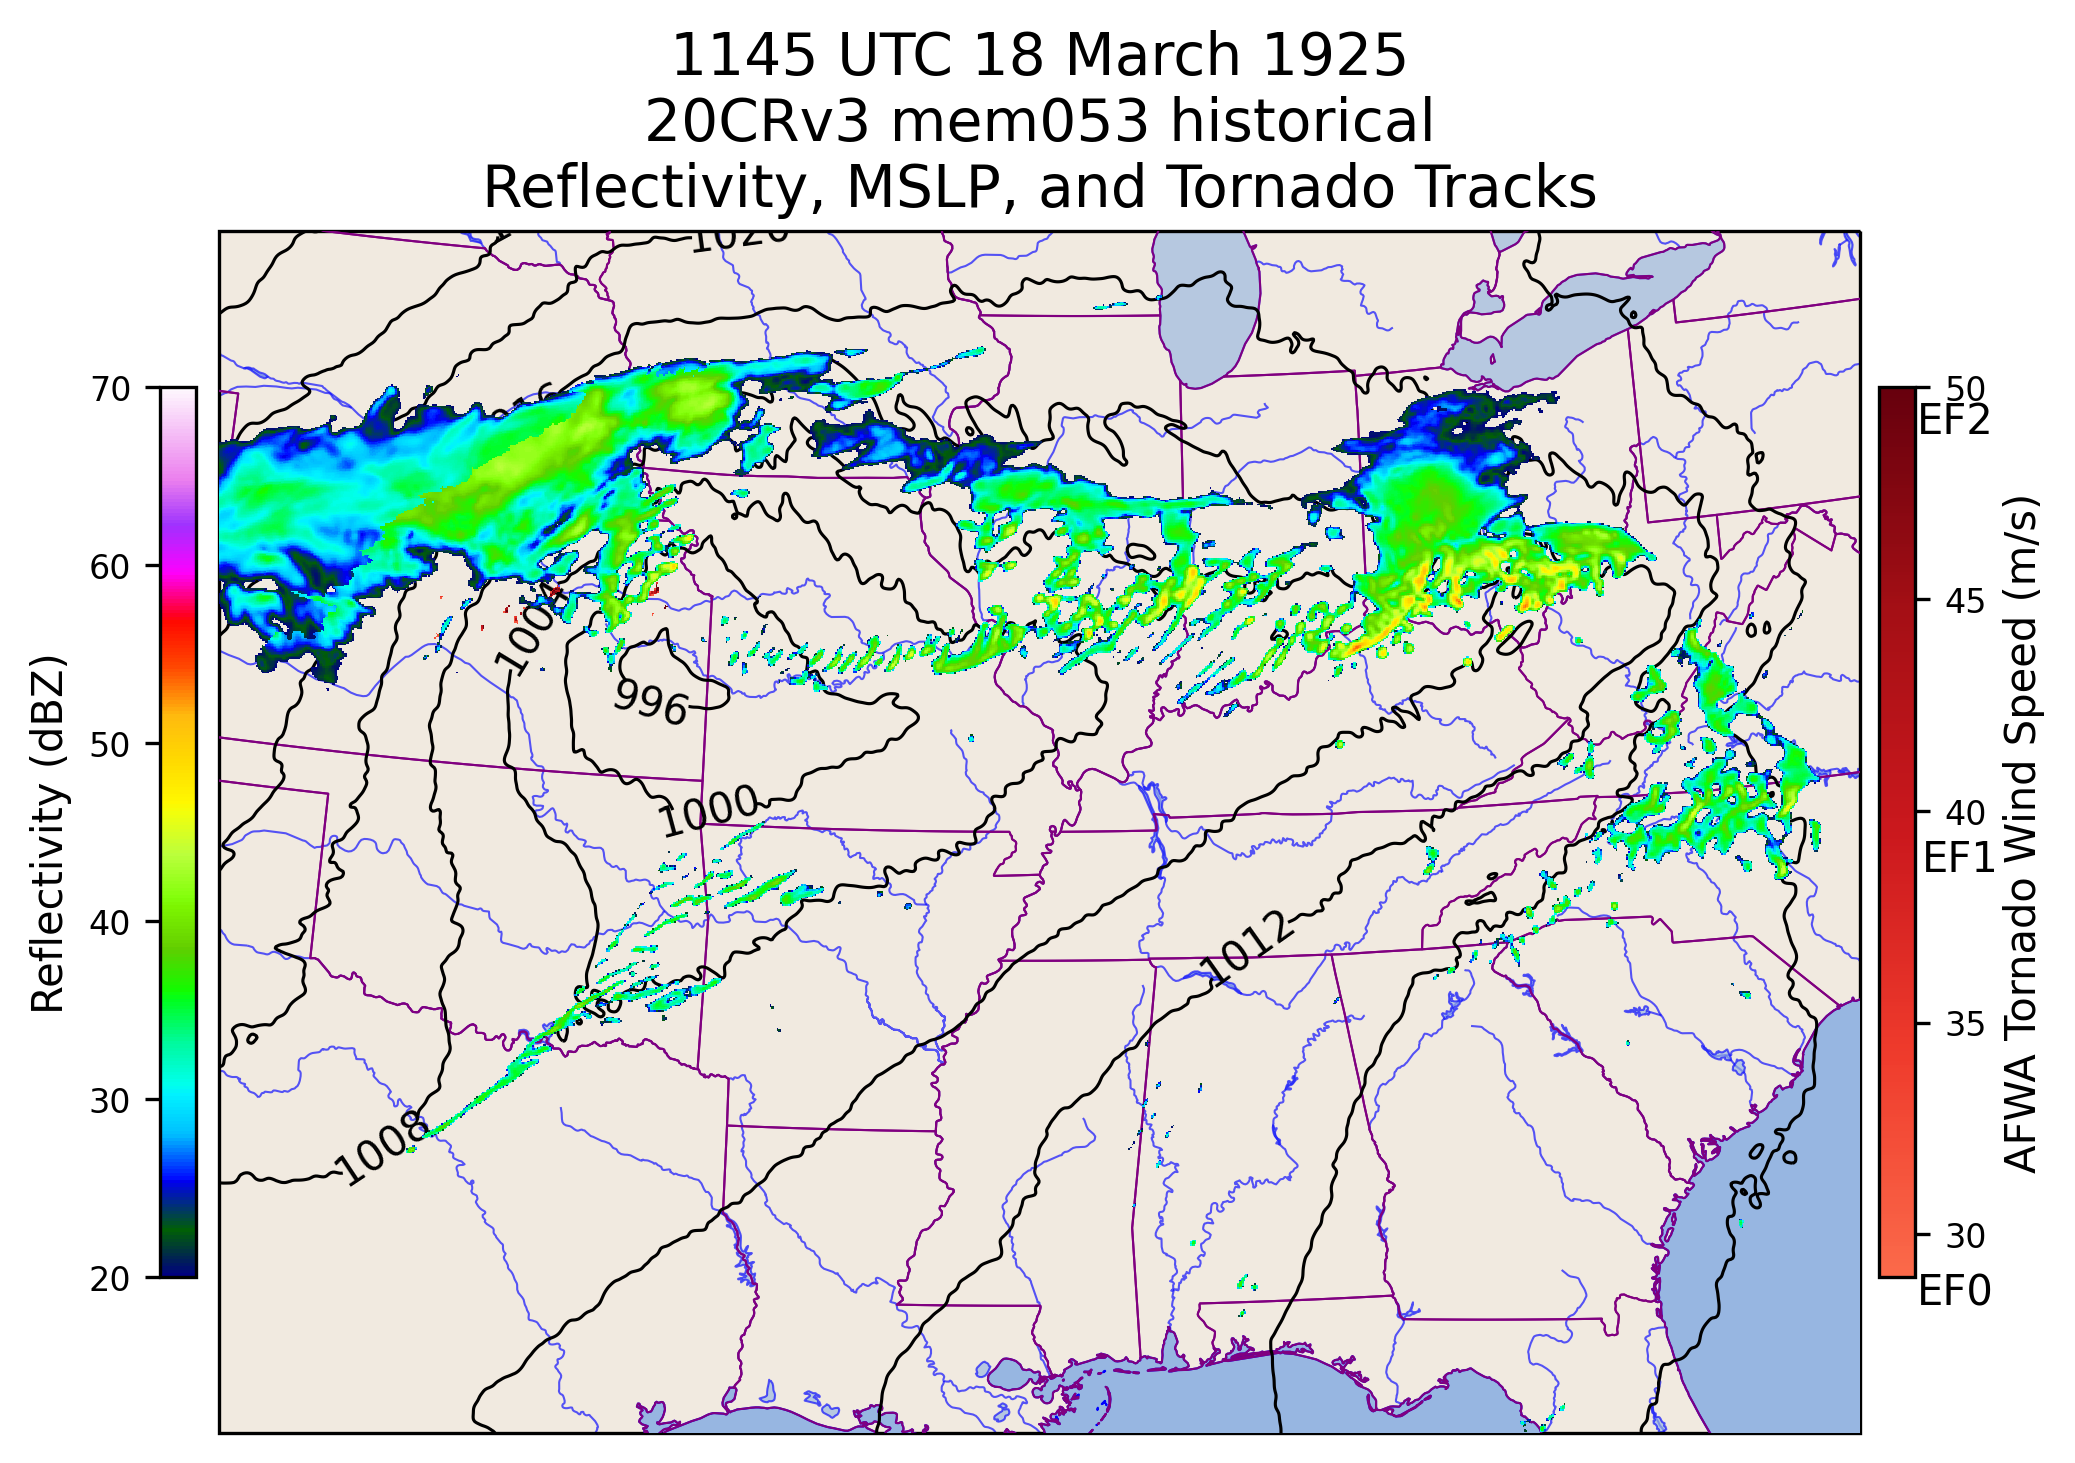 1145 UTC 18 March 1925
20CRv3 mem053 historical
Reflectivity, MSLP, and Tornado Tracks
1020
1004
996
1000
1012
1008
Reflectivity (dBZ)
70
60
50
40
30
20
50
EF2
45
40
EF1
35
30
EF0
AFWA Tornado Wind Speed (m/s)